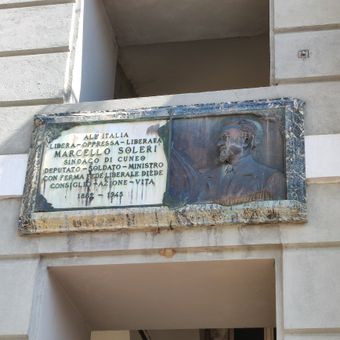 ALL'ITALIA
LIBERA-OPPRESSA-LIBERATA
MARCELLO SOLERI
SINDACO DI CUNEO
DEPUTATO-SOLDATO-MINISTRO
CON FERMA FEDE LIBERALE DIEDE
CONSIGLIO-AZIONE-VITA
1882-1945